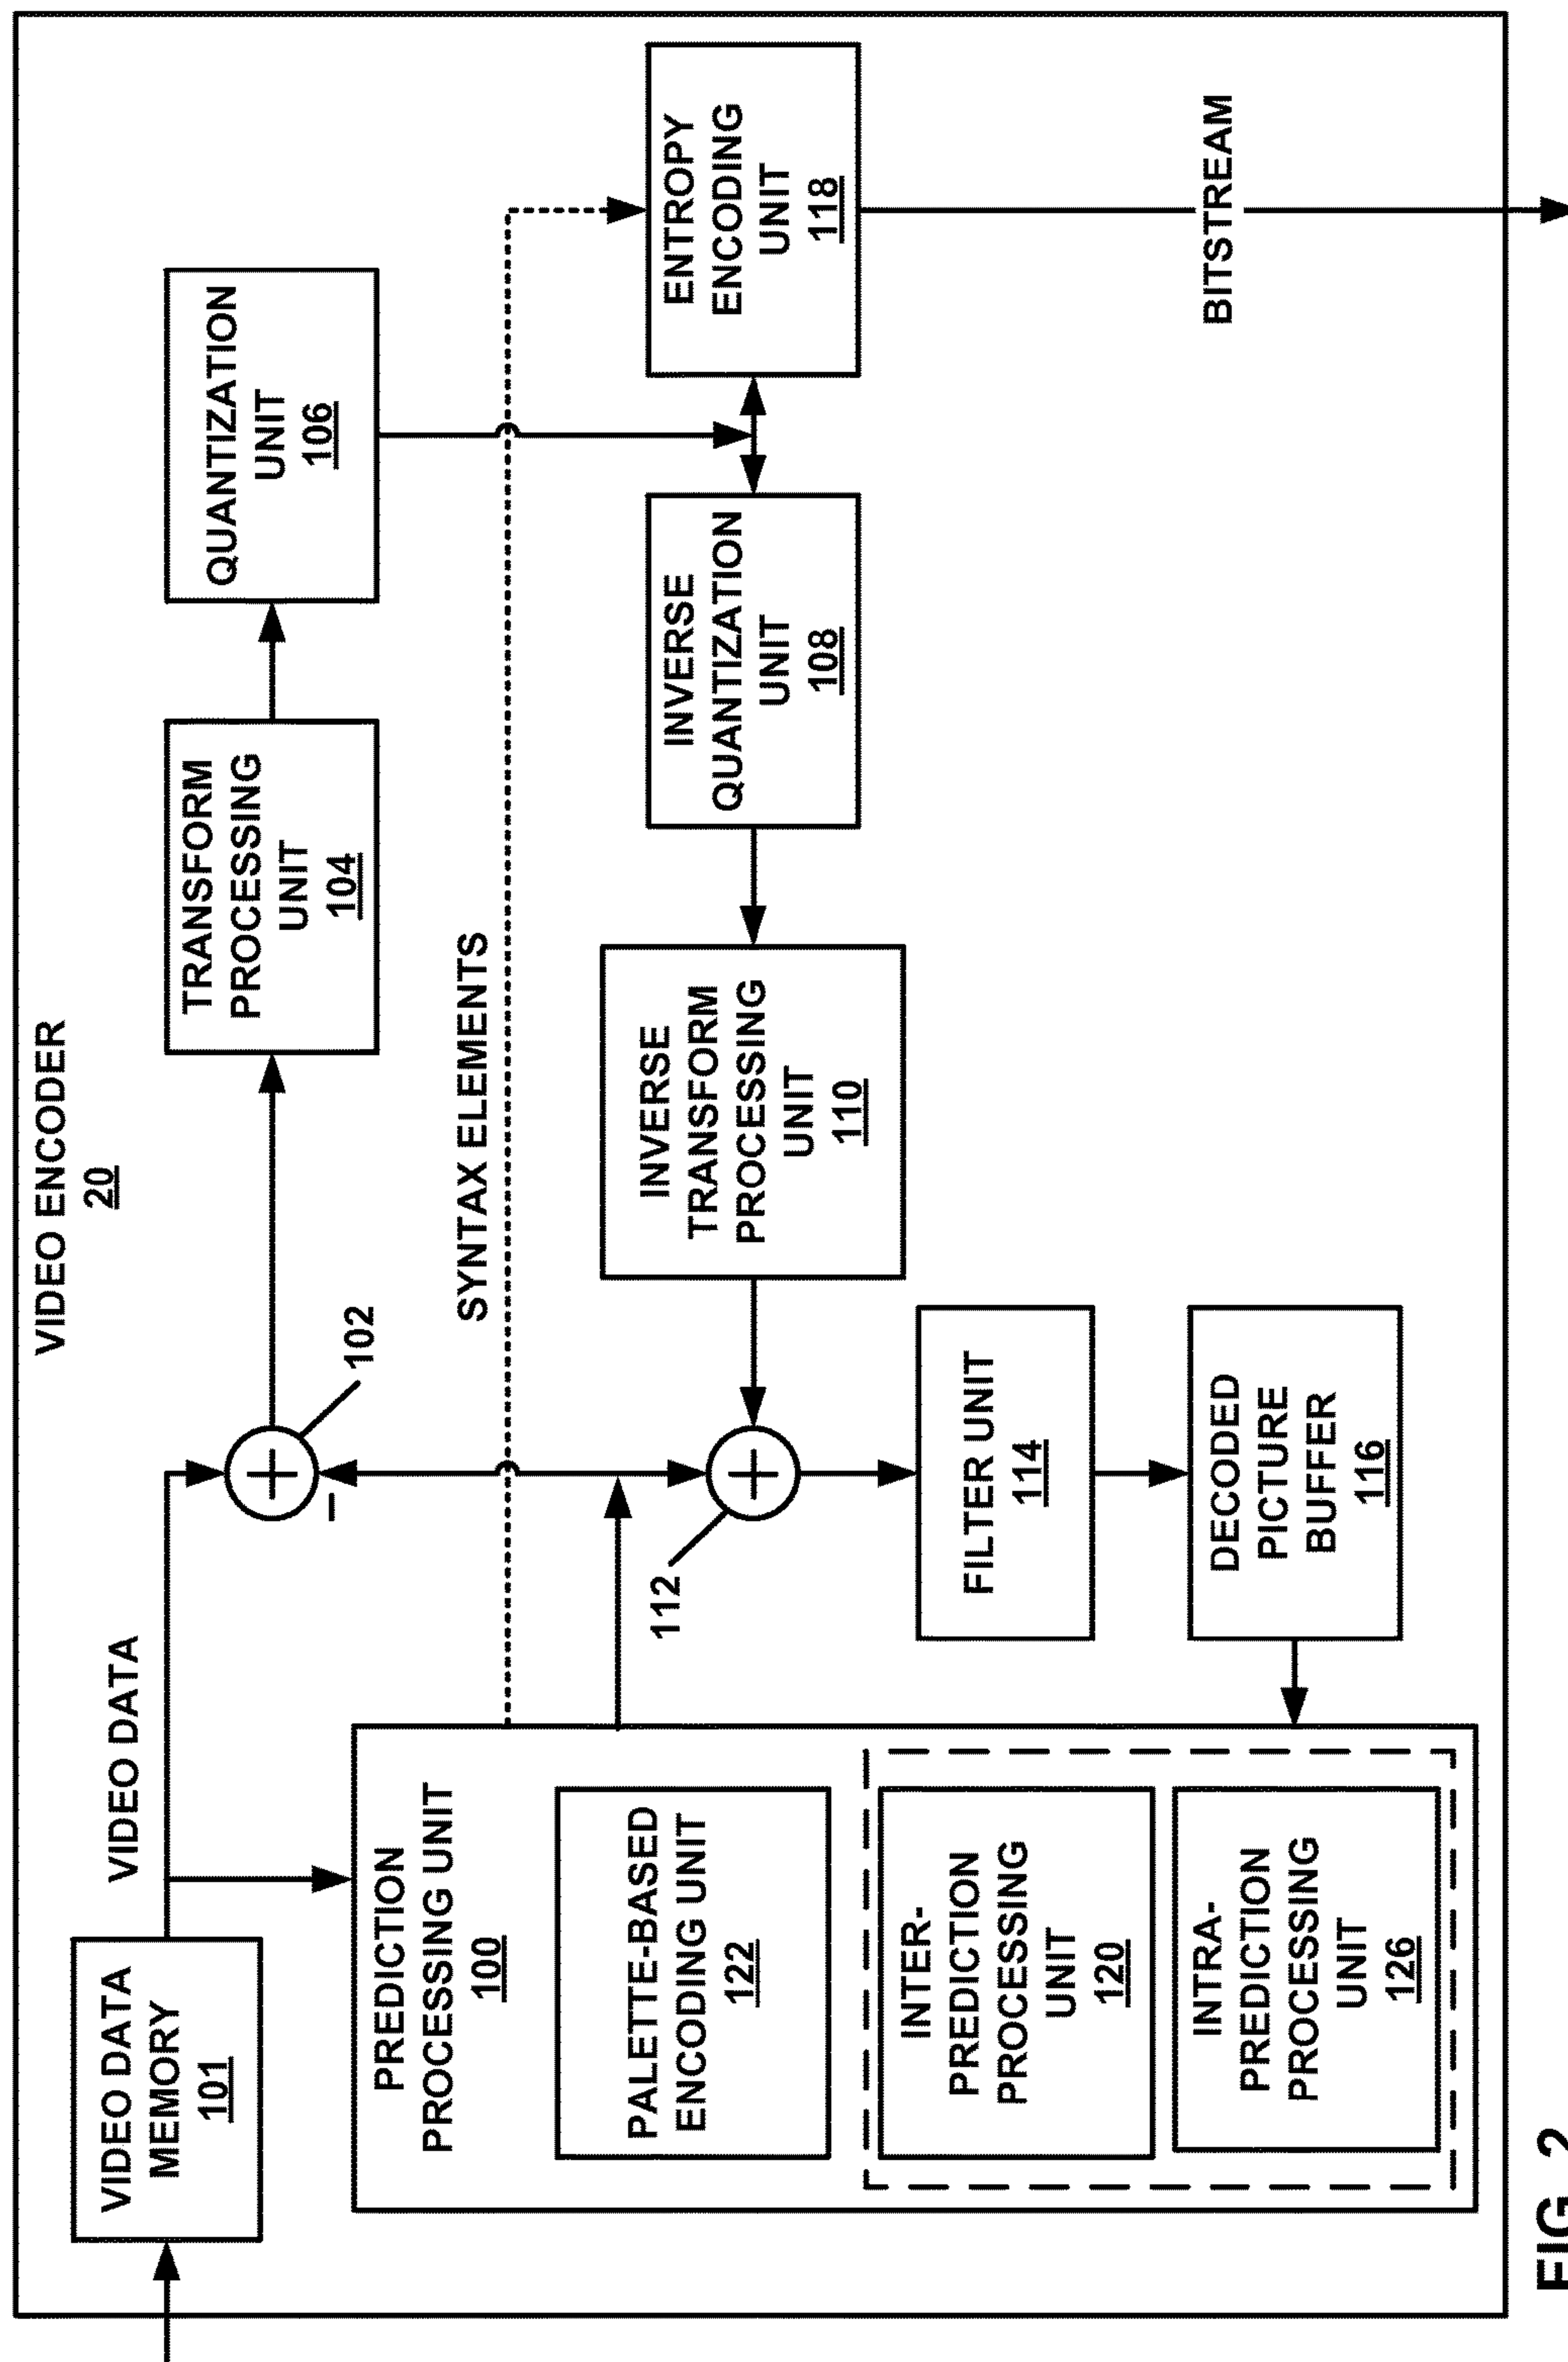 VIDEO ENCODER
20
VIDEO DATA
VIDEO DATA
MEMORY
101
102
–
TRANSFORM
PROCESSING
UNIT
104
QUANTIZATION
UNIT
106
SYNTAX ELEMENTS
PREDICTION
PROCESSING UNIT
100
PALETTE-BASED
ENCODING UNIT
122
INTER-
PREDICTION
PROCESSING
UNIT
120
INTRA-
PREDICTION
PROCESSING
UNIT
126
112
INVERSE
TRANSFORM
PROCESSING
UNIT
110
INVERSE
QUANTIZATION
UNIT
108
ENTROPY
ENCODING
UNIT
118
FILTER UNIT
114
DECODED
PICTURE
BUFFER
116
BITSTREAM
FIG. 2